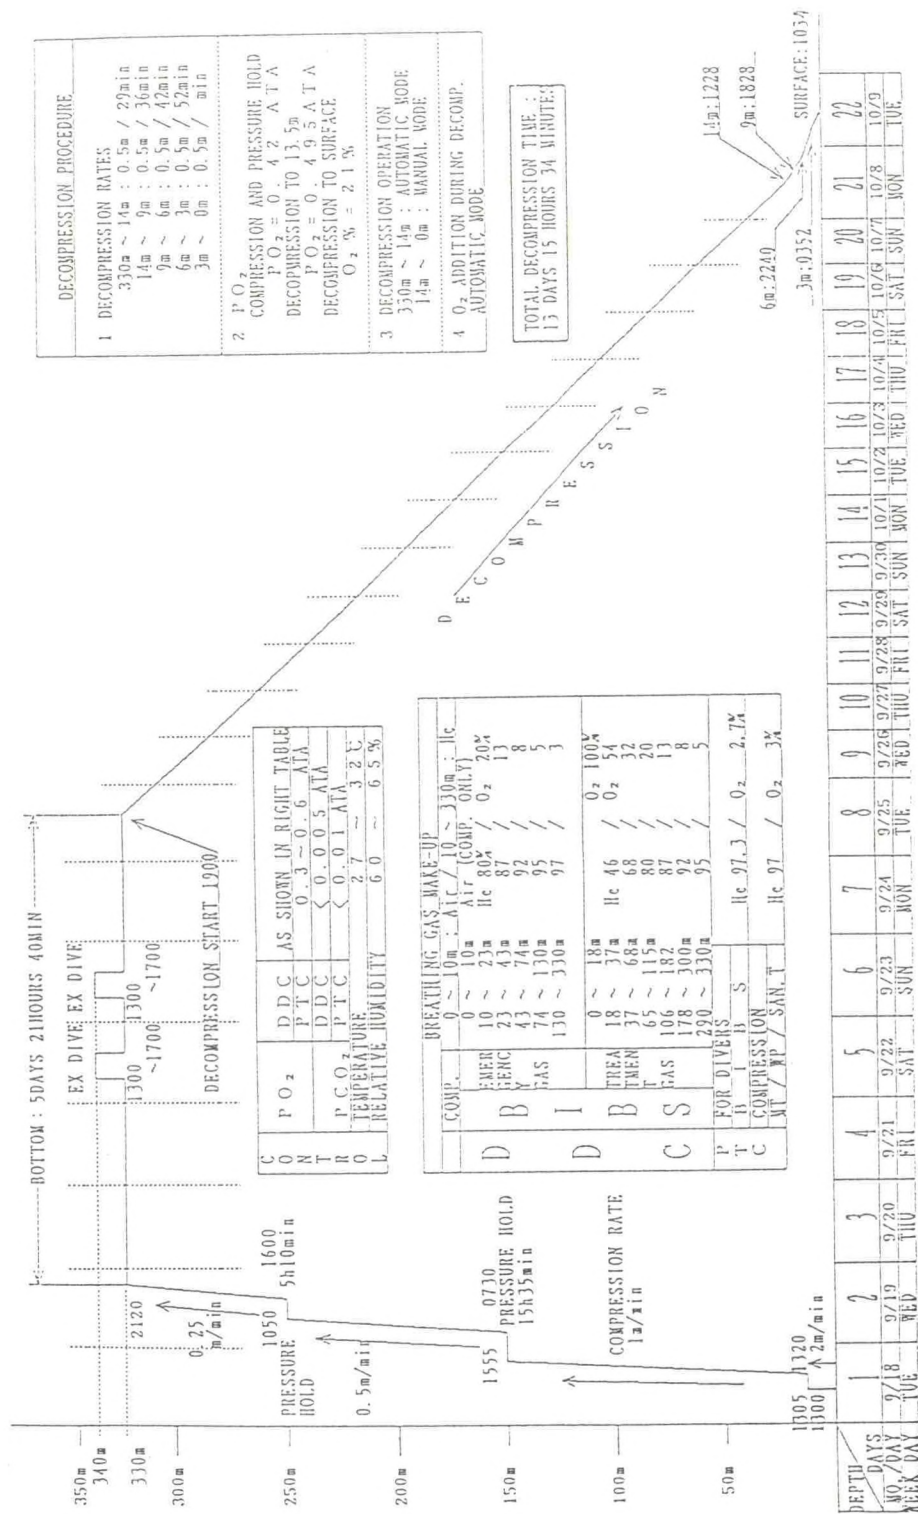 DECOMPRESSION PROCEDURE
1 DECOMPRESSION RATES
330m ~ 14m : 0.5m / 29min
14m ~ 9m : 0.5m / 36min
9m ~ 6m : 0.5m / 42min
6m ~ 3m : 0.5m / 52min
3m ~ 0m : 0.5m / min
2 PO₂
COMPRESSION AND PRESSURE HOLD
PO₂ = 0.42 ATA
DECOPMRESSION TO 13.5m
PO₂ = 0.495 ATA
DECOMPRESSION TO SURFACE
O₂ % = 21 %
3 DECOMPRESSION OPERATION
330m ~ 14m : AUTOMATIC MODE
14m ~ 0m : MANUAL MODE
4 O₂ ADDITION DURING DECOMP.
AUTOMATIC MODE
TOTAL DECOMPRESSION TIME :
13 DAYS 15 HOURS 34 MINUTES
BOTTOM : 5DAYS 21HOURS 40MIN
EX DIVE EX DIVE
1300 ~1700
1300 ~1700
DECOMPRESSION START 1900
350m
340m
330m
300m
250m
200m
150m
100m
50m
2120
0.25 m/min
1600
5h10min
1050
PRESSURE HOLD
0.5m/min
0730
PRESSURE HOLD
15h35min
1555
COMPRESSION RATE
1m/min
1320
2m/min
1305
1300
CONTROL
PO₂ DDC AS SHOWN IN RIGHT TABLE
PTC 0.3~0.6 ATA
PCO₂ DDC < 0.005 ATA
PTC < 0.01 ATA
TEMPERATURE 27 ~ 32℃
RELATIVE HUMIDITY 60 ~ 65%
BREATHING GAS MAKE-UP
COMP. 0 ~ 10m : Air / 10 ~ 330m : He
DDC
BIBS
EMERGENCY GAS
0 ~ 10m Air (COMP. ONLY)
10 ~ 23m He 80% / O₂ 20%
23 ~ 43m 87 / 13
43 ~ 74m 92 / 8
74 ~ 130m 95 / 5
130 ~ 330m 97 / 3
TREATMENT GAS
0 ~ 18m O₂ 100%
18 ~ 37m He 46 / O₂ 54
37 ~ 68m 68 / 32
65 ~ 115m 80 / 20
106 ~ 182 87 / 13
178 ~ 300m 92 / 8
290 ~ 330m 95 / 5
PTC
FOR DIVERS
BIBS He 97.3 / O₂ 2.7%
COMPRESSION
MT / WP / SAN.T He 97 / O₂ 3%
DECOMPRESSION
14m:1228
9m:1828
6m:2240
3m:0352
SURFACE:1034
DEPTH
DAYS 1 2 3 4 5 6 7 8 9 10 11 12 13 14 15 16 17 18 19 20 21 22
MO./DAY 9/18 9/19 9/20 9/21 9/22 9/23 9/24 9/25 9/26 9/27 9/28 9/29 9/30 10/1 10/2 10/3 10/4 10/5 10/6 10/7 10/8 10/9
WEEK DAY TUE WED THU FRI SAT SUN MON TUE WED THU FRI SAT SUN MON TUE WED THU FRI SAT SUN MON TUE